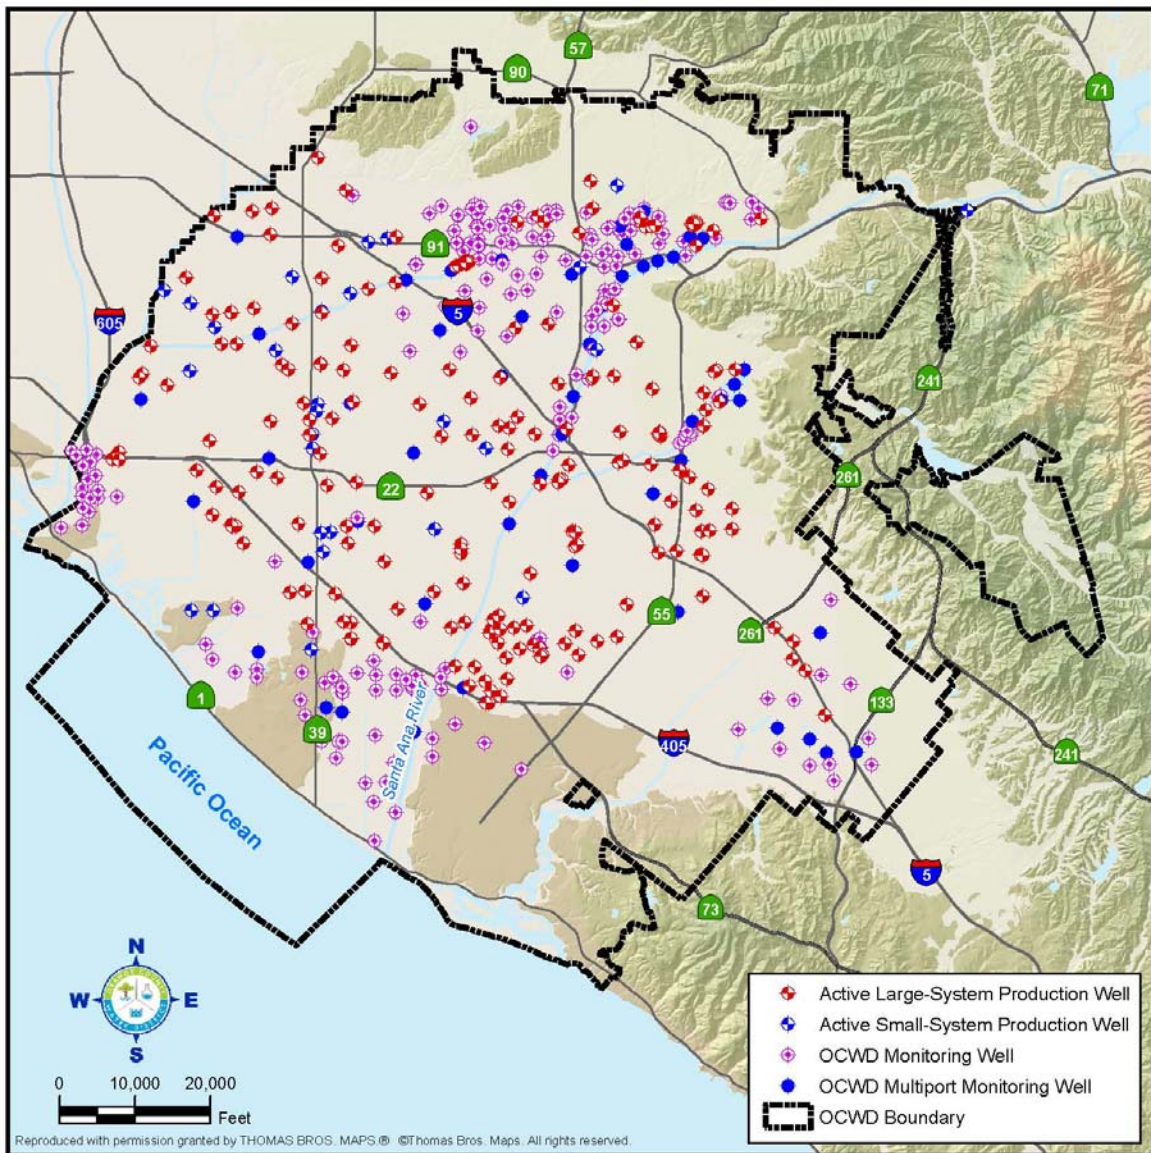 57
90
71
91
605
5
241
22
261
55
261
1
39
133
405
241
5
73
Santa Ana River
Pacific Ocean
N
W
E
S
0
10,000
20,000
Feet
Active Large-System Production Well
Active Small-System Production Well
OCWD Monitoring Well
OCWD Multiport Monitoring Well
OCWD Boundary
Reproduced with permission granted by THOMAS BROS. MAPS ® ©Thomas Bros. Maps. All rights reserved.